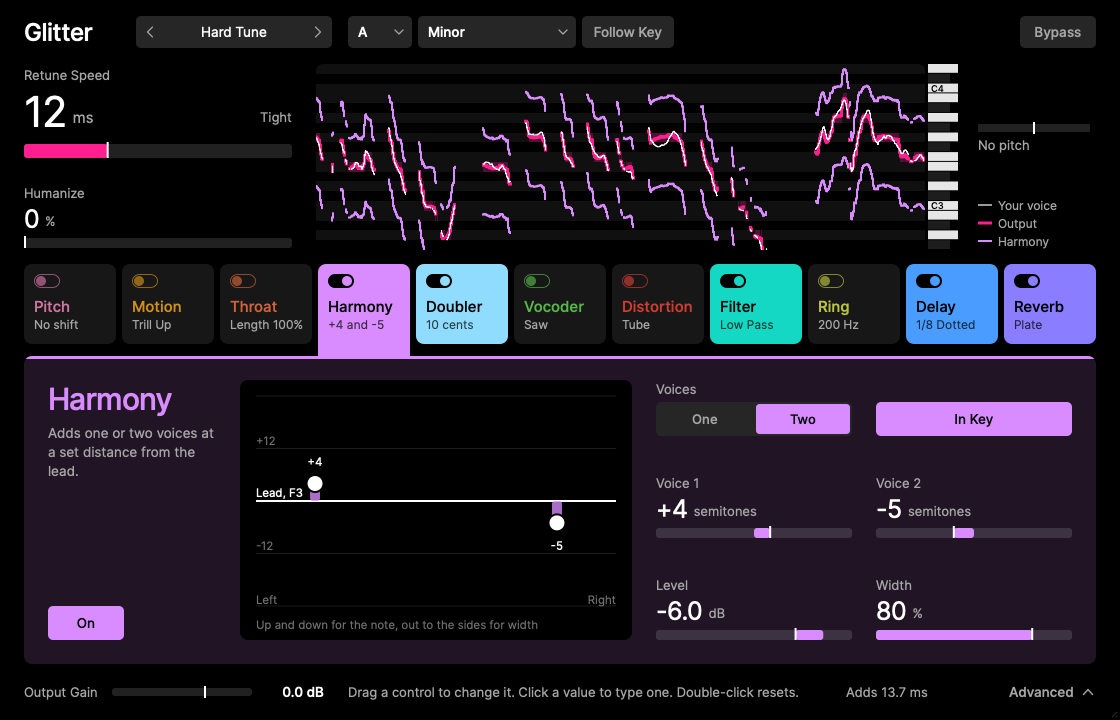 Glitter
Hard Tune
A
Minor
Follow Key
Bypass
Retune Speed
12 ms
Tight
Humanize
0 %
C4
C3
No pitch
Your voice
Output
Harmony
Pitch
No shift
Motion
Trill Up
Throat
Length 100%
Harmony
+4 and -5
Doubler
10 cents
Vocoder
Saw
Distortion
Tube
Filter
Low Pass
Ring
200 Hz
Delay
1/8 Dotted
Reverb
Plate
Harmony
Adds one or two voices at
a set distance from the
lead.
On
+12
+4
Lead, F3
-12
-5
Left
Right
Up and down for the note, out to the sides for width
Voices
One
Two
In Key
Voice 1
+4 semitones
Voice 2
-5 semitones
Level
-6.0 dB
Width
80 %
Output Gain
0.0 dB
Drag a control to change it. Click a value to type one. Double-click resets.
Adds 13.7 ms
Advanced